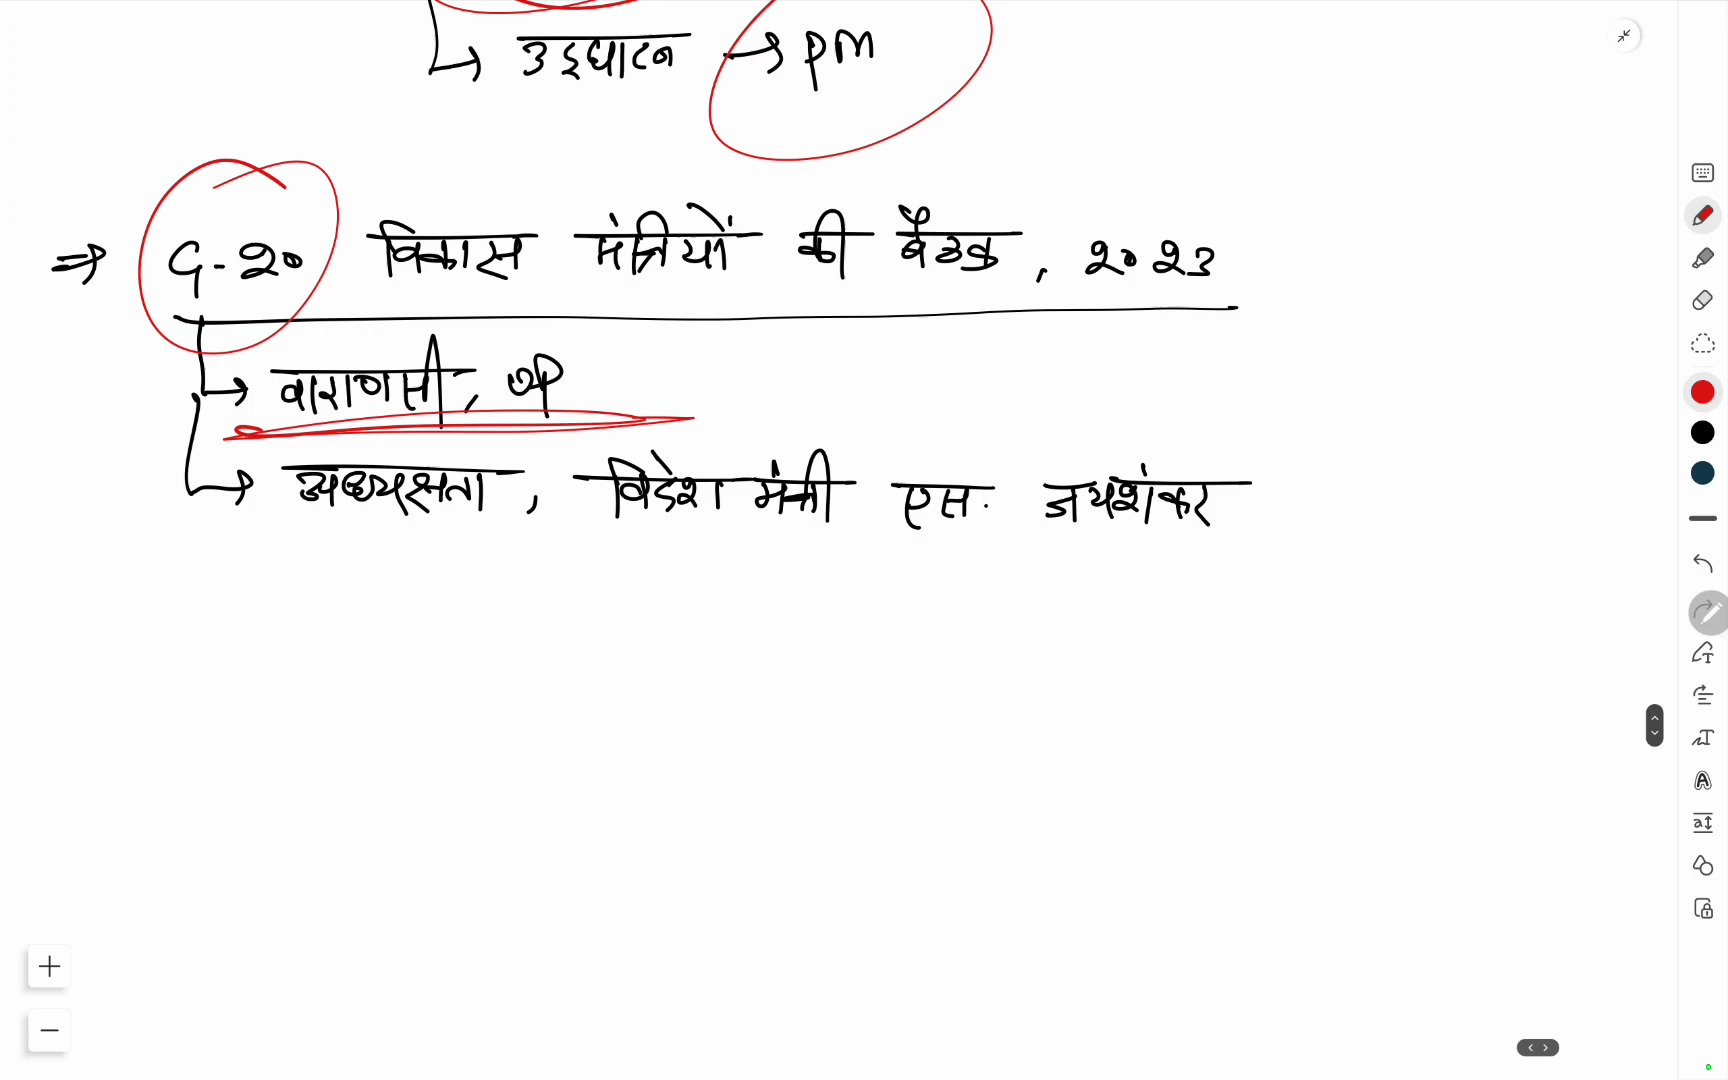 ↳ उद्घाटन → PM
⇒ G-20 विकास मंत्रियों की बैठक, 2023
↳ वाराणसी, UP
↳ अध्यक्षता, विदेश मंत्री एस. जयशंकर